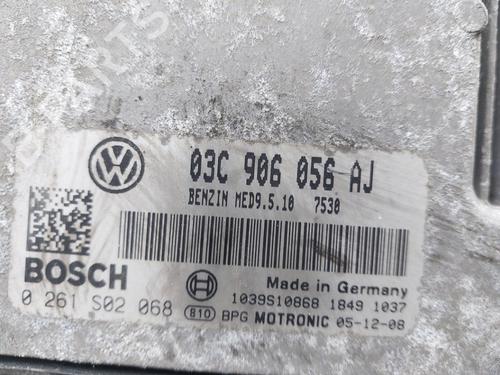 03C 906 056 AJ
BENZIN MED9.5.10 7530
BOSCH
Made in Germany
0 261 S02 068
1039S10868 1849 1037
810 BPG MOTRONIC 05-12-08